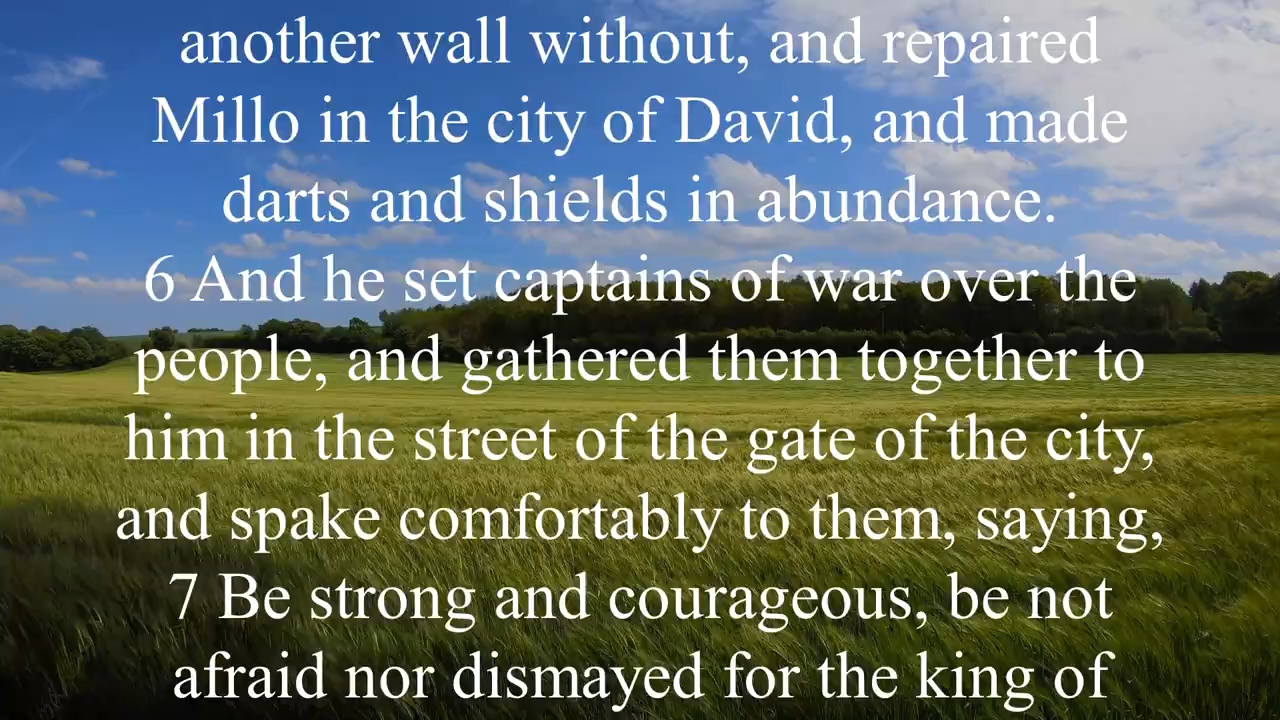 another wall without, and repaired
Millo in the city of David, and made
darts and shields in abundance.
6 And he set captains of war over the
people, and gathered them together to
him in the street of the gate of the city,
and spake comfortably to them, saying,
7 Be strong and courageous, be not
afraid nor dismayed for the king of